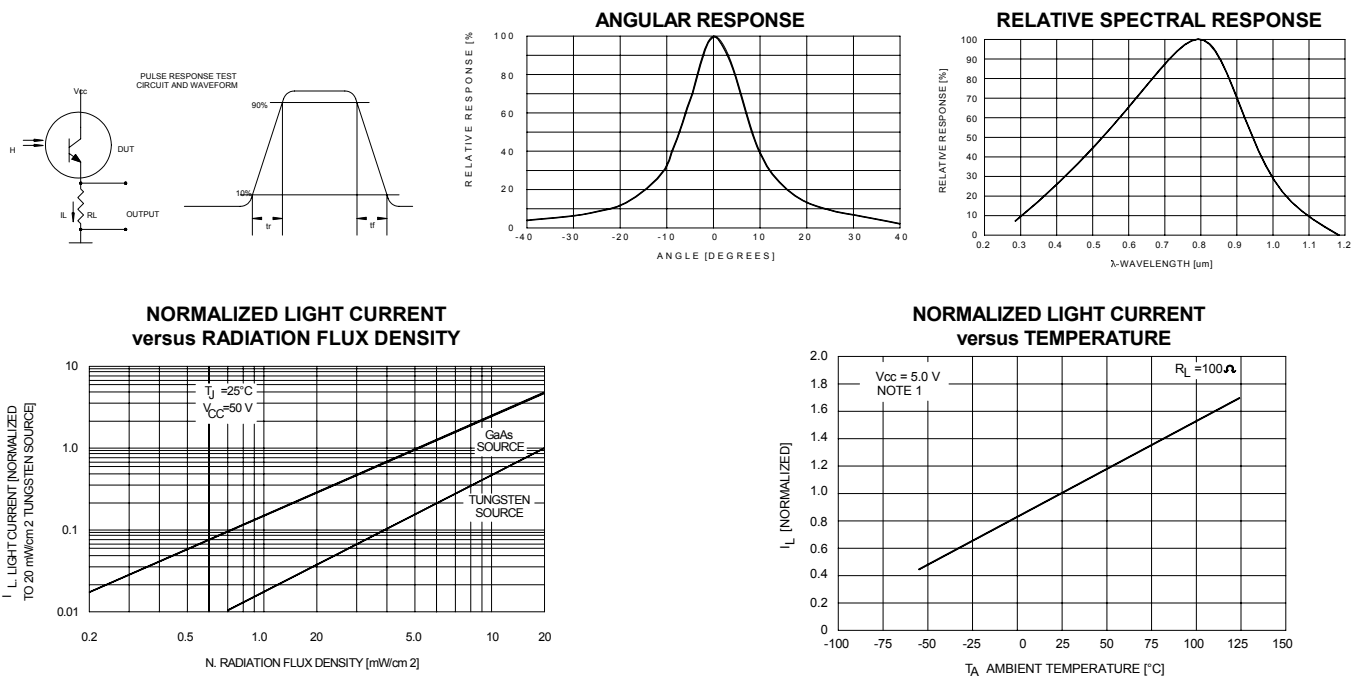 PULSE RESPONSE TEST
CIRCUIT AND WAVEFORM
Vcc
H
DUT
IL
RL
OUTPUT
90%
10%
tr
tf
ANGULAR RESPONSE
RELATIVE RESPONSE [%
100
80
60
40
20
0
-40 -30 -20 -10 0 10 20 30 40
ANGLE [DEGREES]
RELATIVE SPECTRAL RESPONSE
RELATIVE RESPONSE [%]
100
90
80
70
60
50
40
30
20
10
0
0.2 0.3 0.4 0.5 0.6 0.7 0.8 0.9 1.0 1.1 1.2
λ-WAVELENGTH [um]
NORMALIZED LIGHT CURRENT
versus RADIATION FLUX DENSITY
I L. LIGHT CURRENT [NORMALIZED
TO 20 mW/cm 2 TUNGSTEN SOURCE]
10
1.0
0.1
0.01
TJ =25°C
VCC=50 V
GaAs
SOURCE
TUNGSTEN
SOURCE
0.2 0.5 1.0 20 5.0 10 20
N. RADIATION FLUX DENSITY [mW/cm 2]
NORMALIZED LIGHT CURRENT
versus TEMPERATURE
IL [NORMALIZED]
2.0
1.8
1.6
1.4
1.2
1.0
0.8
0.6
0.4
0.2
0
Vcc = 5.0 V
NOTE 1
RL =100Ω
-100 -75 -50 -25 0 25 50 75 100 125 150
TA AMBIENT TEMPERATURE [°C]